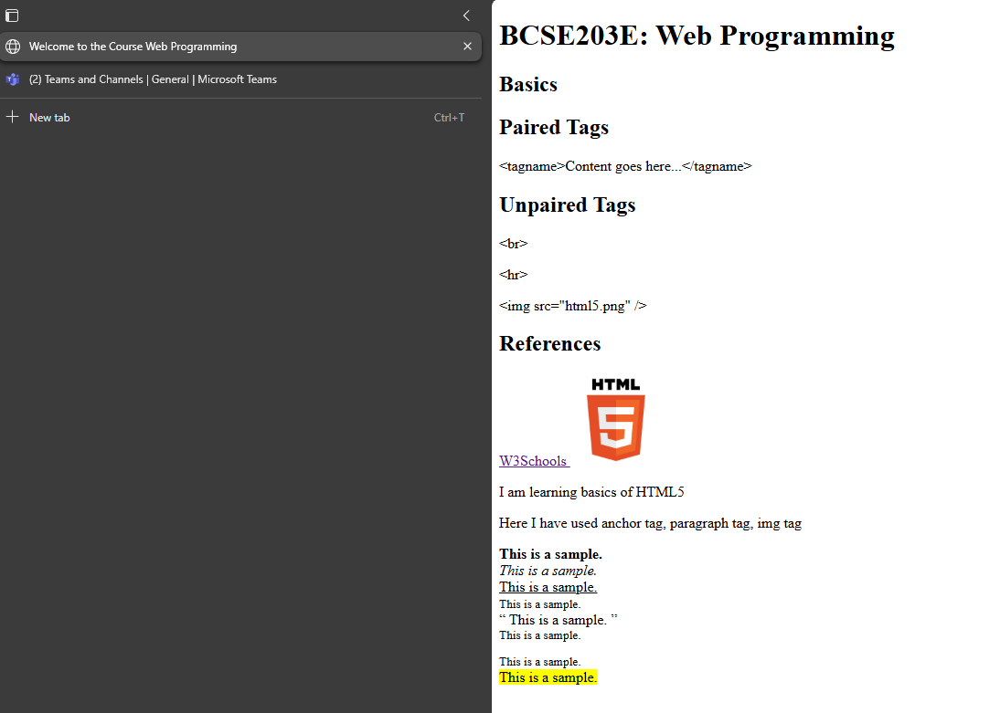 Welcome to the Course Web Programming
(2) Teams and Channels | General | Microsoft Teams
New tab Ctrl+T
BCSE203E: Web Programming
Basics
Paired Tags
<tagname>Content goes here...</tagname>
Unpaired Tags
<br>
<hr>
<img src="html5.png" />
References
HTML
5
W3Schools
I am learning basics of HTML5
Here I have used anchor tag, paragraph tag, img tag
This is a sample.
This is a sample.
This is a sample.
This is a sample.
“ This is a sample. ”
This is a sample.
This is a sample.
This is a sample.